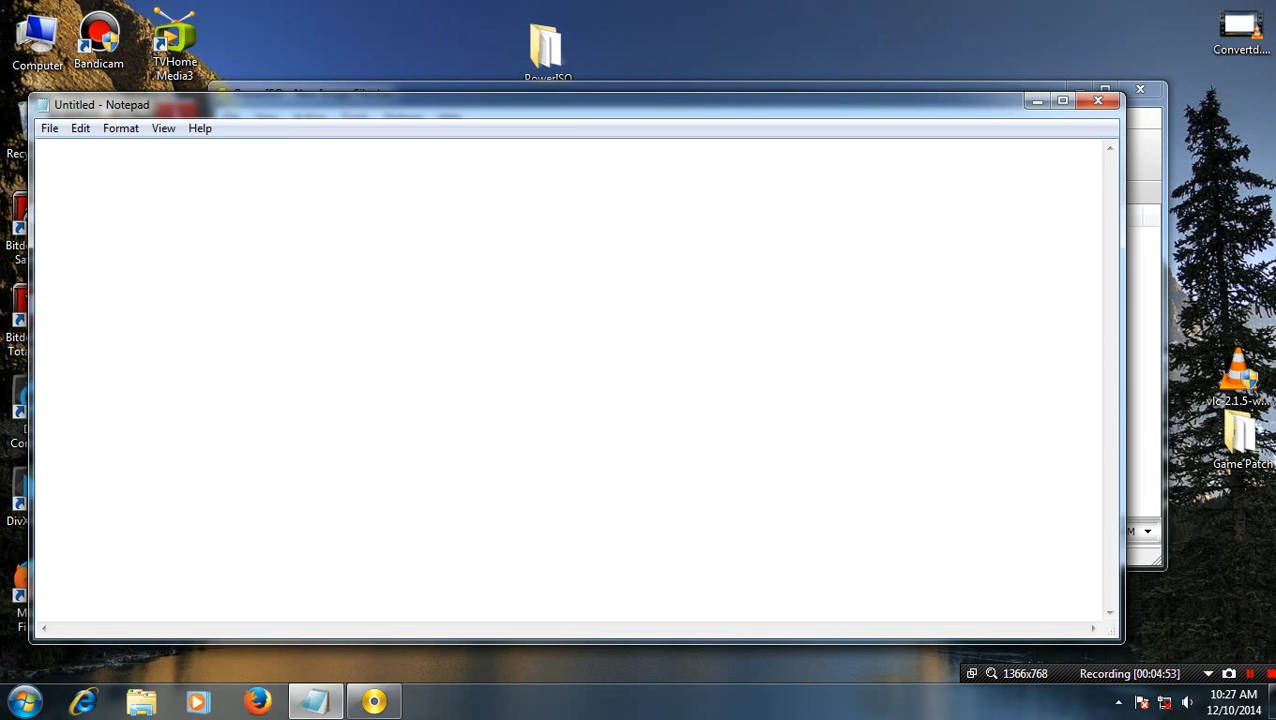 Computer
Bandicam
TVHome
Media3
PowerISO
Convertd....
Untitled - Notepad
File Edit Format View Help
vlc-2.1.5-w...
Game Patch
M
1366x768 Recording [00:04:53]
10:27 AM
12/10/2014